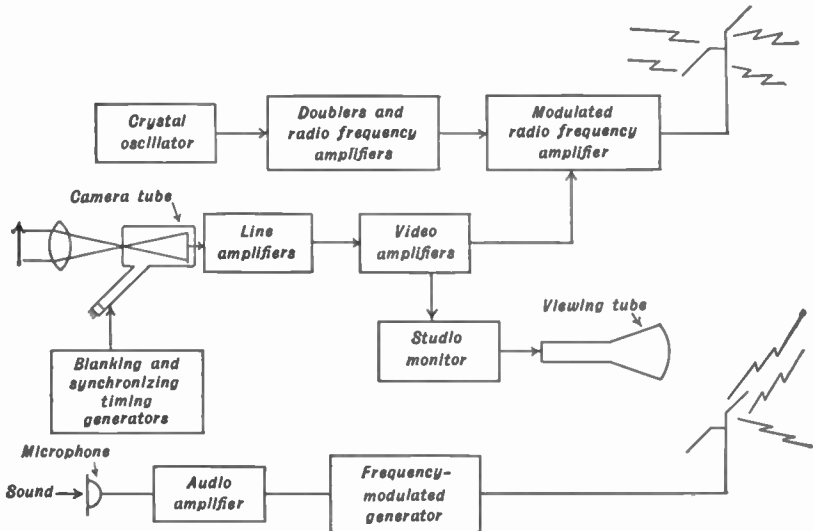 Crystal
oscillator
Doublers and
radio frequency
amplifiers
Modulated
radio frequency
amplifier
Camera tube
Line
amplifiers
Video
amplifiers
Studio
monitor
Viewing tube
Blanking and
synchronizing
timing
generators
Microphone
Sound
Audio
amplifier
Frequency-
modulated
generator